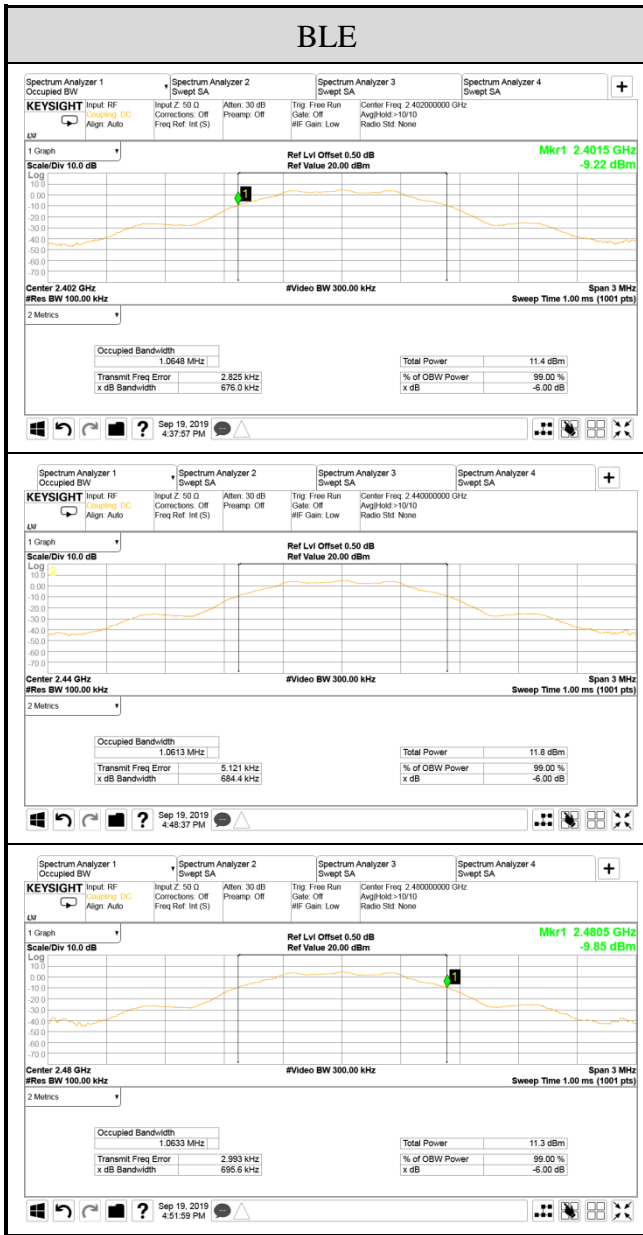 BLE
Spectrum Analyzer 1 Spectrum Analyzer 2 Spectrum Analyzer 3 Spectrum Analyzer 4
Occupied BW Swept SA Swept SA Swept SA +
KEYSIGHT Input: RF Input Z: 50 Ω Atten: 30 dB Trig: Free Run Center Freq: 2.402000000 GHz
Coupling: DC Corrections: Off Preamp: Off Gate: Off Avg|Hold:>10/10
Align: Auto Freq Ref: Int (S) #IF Gain: Low Radio Std: None
LXI
1 Graph Ref Lvl Offset 0.50 dB Mkr1 2.4015 GHz
Scale/Div 10.0 dB Ref Value 20.00 dBm -9.22 dBm
Log
10.0
0.00
1
-10.0
-20.0
-30.0
-40.0
-50.0
-60.0
-70.0
Center 2.402 GHz #Video BW 300.00 kHz Span 3 MHz
#Res BW 100.00 kHz Sweep Time 1.00 ms (1001 pts)
2 Metrics
Occupied Bandwidth
1.0648 MHz Total Power 11.4 dBm
Transmit Freq Error 2.825 kHz % of OBW Power 99.00 %
x dB Bandwidth 676.0 kHz x dB -6.00 dB
? Sep 19, 2019
4:37:57 PM
Spectrum Analyzer 1 Spectrum Analyzer 2 Spectrum Analyzer 3 Spectrum Analyzer 4
Occupied BW Swept SA Swept SA Swept SA +
KEYSIGHT Input: RF Input Z: 50 Ω Atten: 30 dB Trig: Free Run Center Freq: 2.440000000 GHz
Coupling: DC Corrections: Off Preamp: Off Gate: Off Avg|Hold:>10/10
Align: Auto Freq Ref: Int (S) #IF Gain: Low Radio Std: None
LXI
1 Graph Ref Lvl Offset 0.50 dB
Scale/Div 10.0 dB Ref Value 20.00 dBm
Log
2
10.0
0.00
-10.0
-20.0
-30.0
-40.0
-50.0
-60.0
-70.0
Center 2.44 GHz #Video BW 300.00 kHz Span 3 MHz
#Res BW 100.00 kHz Sweep Time 1.00 ms (1001 pts)
2 Metrics
Occupied Bandwidth
1.0613 MHz Total Power 11.8 dBm
Transmit Freq Error 5.121 kHz % of OBW Power 99.00 %
x dB Bandwidth 684.4 kHz x dB -6.00 dB
? Sep 19, 2019
4:48:37 PM
Spectrum Analyzer 1 Spectrum Analyzer 2 Spectrum Analyzer 3 Spectrum Analyzer 4
Occupied BW Swept SA Swept SA Swept SA +
KEYSIGHT Input: RF Input Z: 50 Ω Atten: 30 dB Trig: Free Run Center Freq: 2.480000000 GHz
Coupling: DC Corrections: Off Preamp: Off Gate: Off Avg|Hold:>10/10
Align: Auto Freq Ref: Int (S) #IF Gain: Low Radio Std: None
LXI
1 Graph Ref Lvl Offset 0.50 dB Mkr1 2.4805 GHz
Scale/Div 10.0 dB Ref Value 20.00 dBm -9.85 dBm
Log
10.0
0.00
1
-10.0
-20.0
-30.0
-40.0
-50.0
-60.0
-70.0
Center 2.48 GHz #Video BW 300.00 kHz Span 3 MHz
#Res BW 100.00 kHz Sweep Time 1.00 ms (1001 pts)
2 Metrics
Occupied Bandwidth
1.0633 MHz Total Power 11.3 dBm
Transmit Freq Error 2.993 kHz % of OBW Power 99.00 %
x dB Bandwidth 695.6 kHz x dB -6.00 dB
? Sep 19, 2019
4:51:59 PM